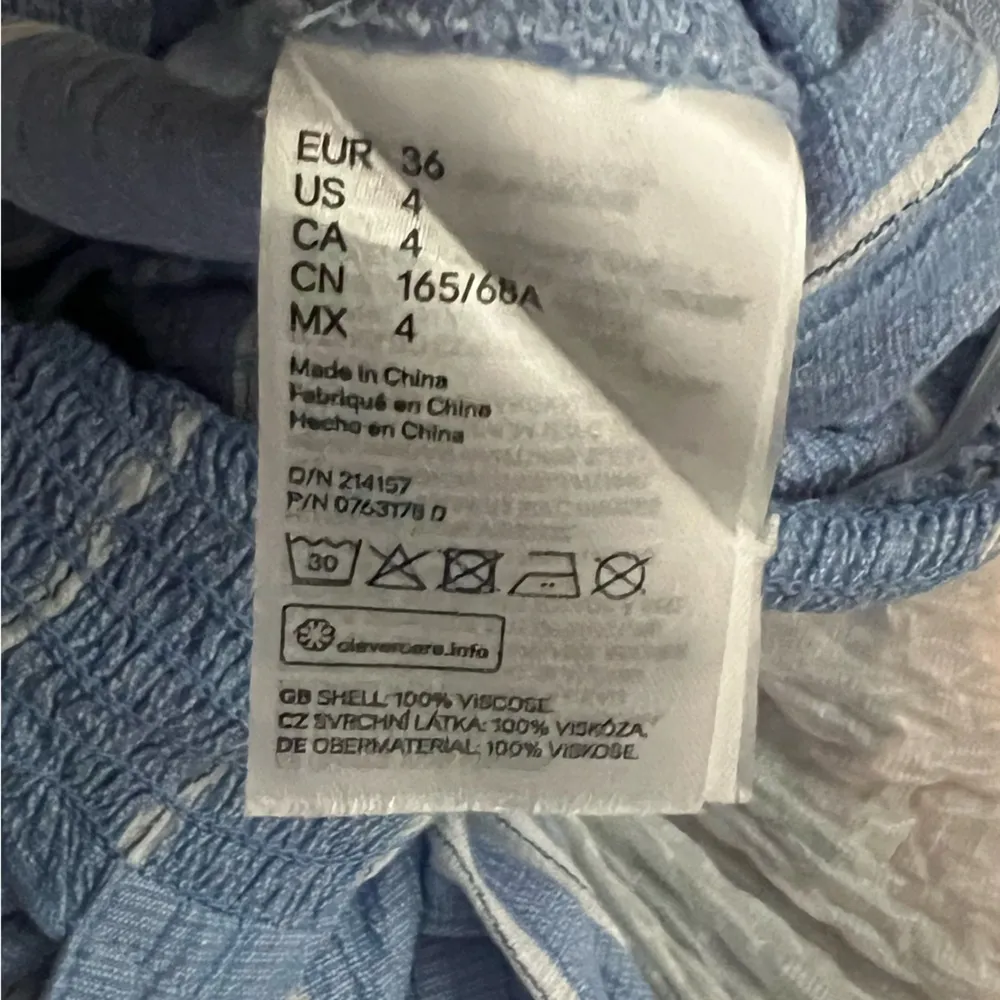 EUR 36
US 4
CA 4
CN 165/68A
MX 4
Made in China
Fabriqué en Chine
Hecho en China
O/N 214157
P/N 0763178 D
30
clevercare.info
GB SHELL: 100% VISCOSE
CZ SVRCHNÍ LÁTKA: 100% VISKÓZA,
DE OBERMATERIAL: 100% VISKOSE